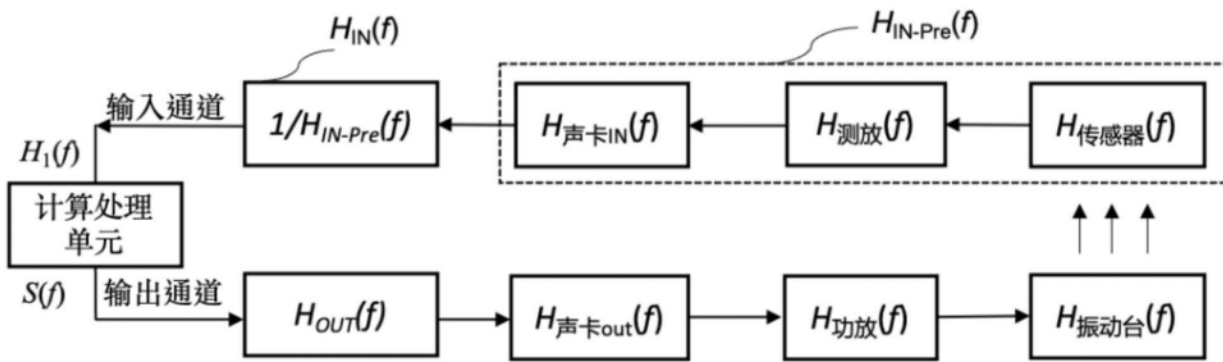 H_IN(f)
H_IN-Pre(f)
输入通道
1/H_IN-Pre(f)
H_声卡IN(f)
H_测放(f)
H_传感器(f)
H_1(f)
计算处理
单元
S(f)
输出通道
H_OUT(f)
H_声卡out(f)
H_功放(f)
H_振动台(f)